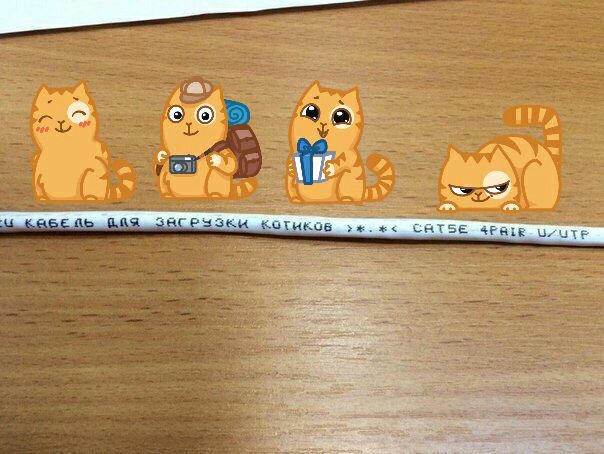 КАБЕЛЬ ДЛЯ ЗАГРУЗКИ КОТИКОВ >*.*< CAT5E 4PAIR U/UTP